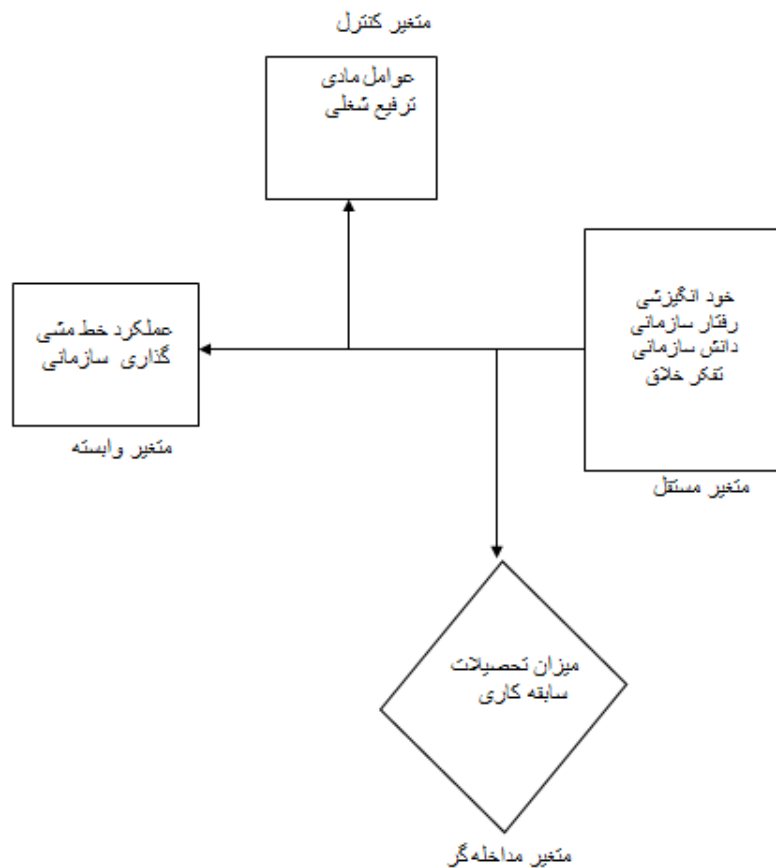 متغیر کنترل
عوامل مادی
ترفیع شغلی
خود انگیزشی
رفتار سازمانی
دانش سازمانی
تفکر خلاق
متغیر مستقل
عملکرد خط مشی
گذاری سازمانی
متغیر وابسته
میزان تحصیلات
سابقه کاری
متغیر مداخله‌گر